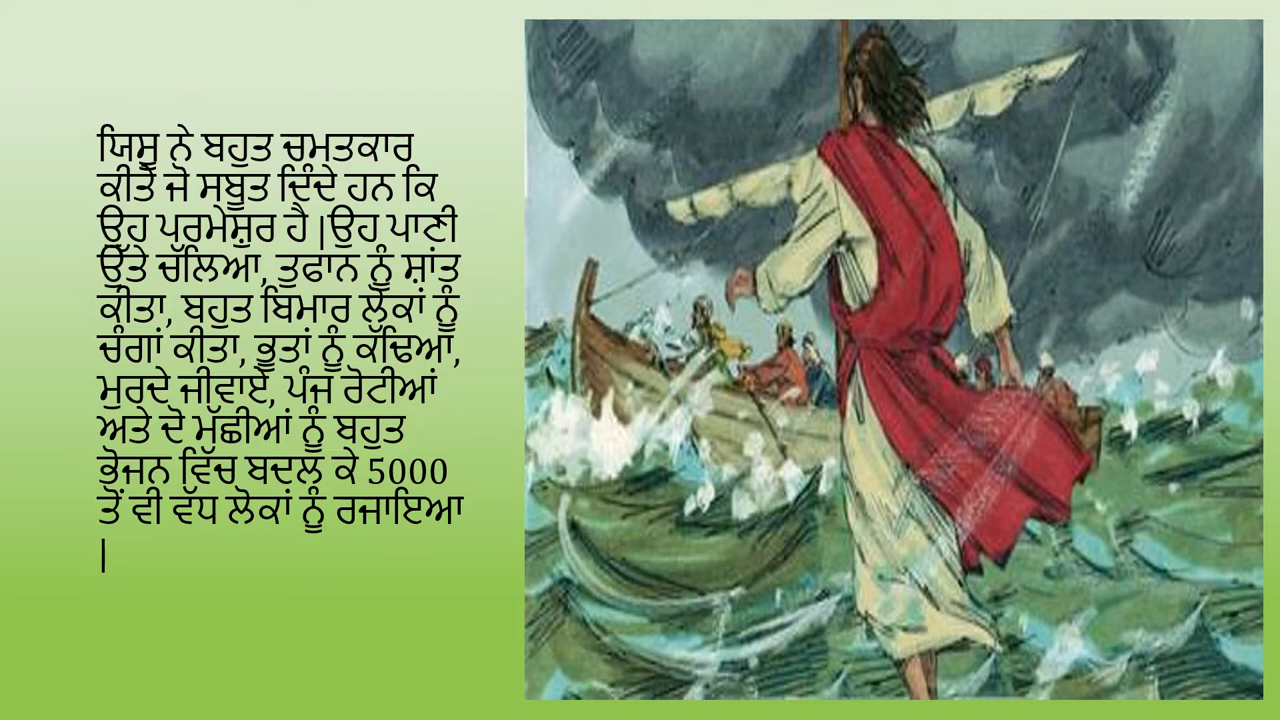 ਯਿਸੂ ਨੇ ਬਹੁਤ ਚਮਤਕਾਰ
ਕੀਤੇ ਜੋ ਸਬੂਤ ਦਿੰਦੇ ਹਨ ਕਿ
ਉਹ ਪਰਮੇਸ਼ੁਰ ਹੈ |ਉਹ ਪਾਣੀ
ਉੱਤੇ ਚੱਲਿਆ, ਤੁਫਾਨ ਨੂੰ ਸ਼ਾਂਤ
ਕੀਤਾ, ਬਹੁਤ ਬਿਮਾਰ ਲੋਕਾਂ ਨੂੰ
ਚੰਗਾਂ ਕੀਤਾ, ਭੂਤਾਂ ਨੂੰ ਕੱਢਿਆ,
ਮੁਰਦੇ ਜੀਵਾਏ, ਪੰਜ ਰੋਟੀਆਂ
ਅਤੇ ਦੋ ਮੱਛੀਆਂ ਨੂੰ ਬਹੁਤ
ਭੋਜਨ ਵਿੱਚ ਬਦਲ ਕੇ 5000
ਤੋਂ ਵੀ ਵੱਧ ਲੋਕਾਂ ਨੂੰ ਰਜਾਇਆ
|